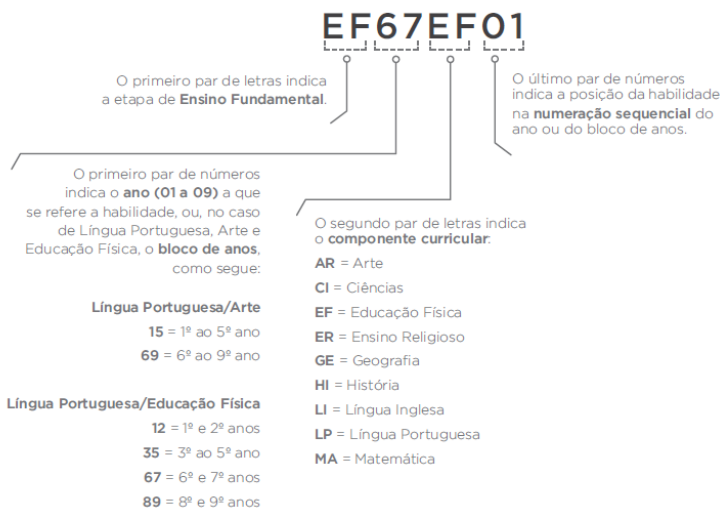 EF67EF01
O primeiro par de letras indica
a etapa de Ensino Fundamental.
O último par de números
indica a posição da habilidade
na numeração sequencial do
ano ou do bloco de anos.
O primeiro par de números
indica o ano (01 a 09) a que
se refere a habilidade, ou, no caso
de Língua Portuguesa, Arte e
Educação Física, o bloco de anos,
como segue:
Língua Portuguesa/Arte
15 = 1º ao 5º ano
69 = 6º ao 9º ano
Língua Portuguesa/Educação Física
12 = 1º e 2º anos
35 = 3º ao 5º ano
67 = 6º e 7º anos
89 = 8º e 9º anos
O segundo par de letras indica
o componente curricular:
AR = Arte
CI = Ciências
EF = Educação Física
ER = Ensino Religioso
GE = Geografia
HI = História
LI = Língua Inglesa
LP = Língua Portuguesa
MA = Matemática